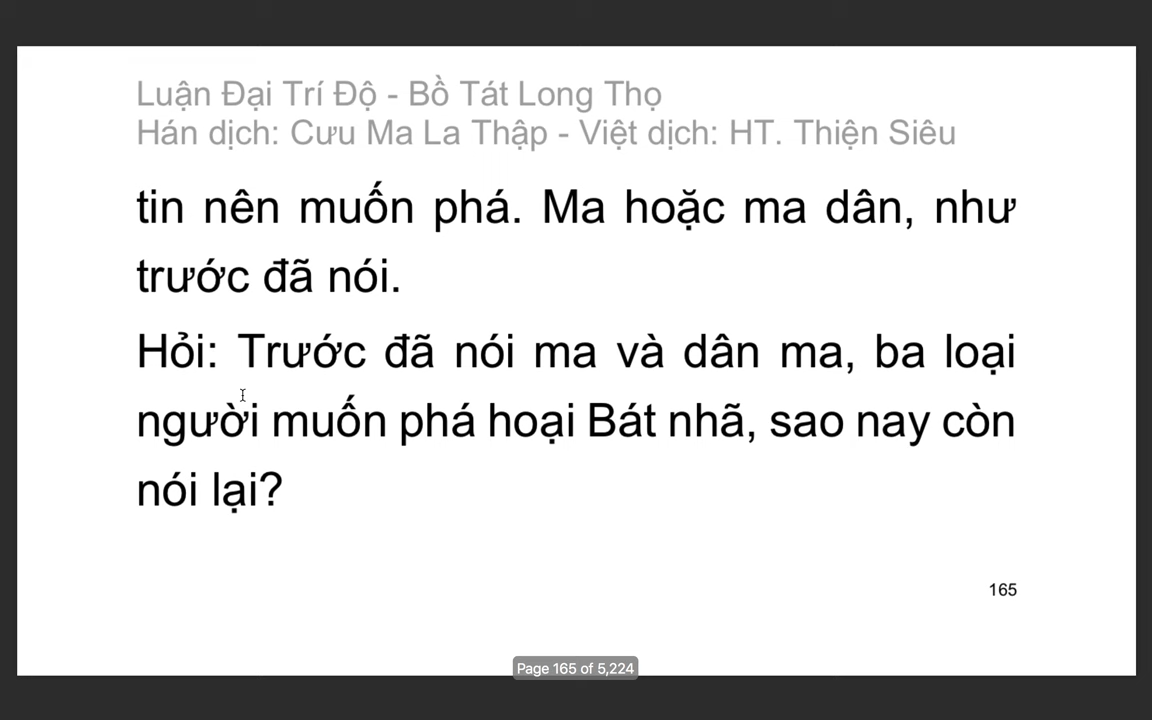 Luận Đại Trí Độ - Bồ Tát Long Thọ
Hán dịch: Cưu Ma La Thập - Việt dịch: HT. Thiện Siêu
tin nên muốn phá. Ma hoặc ma dân, như
trước đã nói.
Hỏi: Trước đã nói ma và dân ma, ba loại
người muốn phá hoại Bát nhã, sao nay còn
nói lại?
165
Page 165 of 5,224